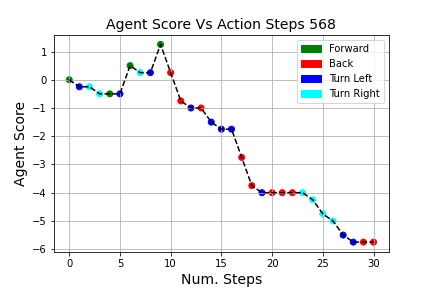 Agent Score Vs Action Steps 568
Forward
Back
Turn Left
Turn Right
Agent Score
1
0
−1
−2
−3
−4
−5
−6
0 5 10 15 20 25 30
Num. Steps